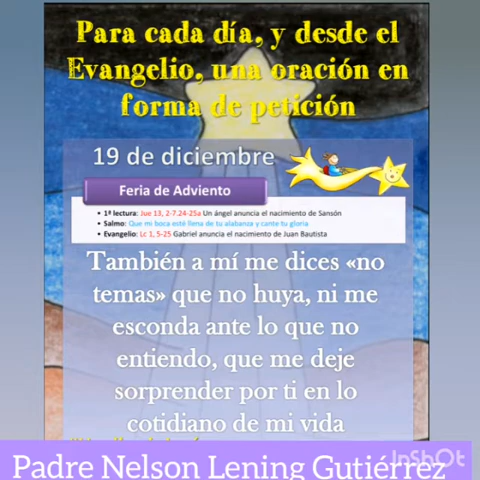 Para cada día, y desde el
Evangelio, una oración en
forma de petición
19 de diciembre
Feria de Adviento
• 1ª lectura: Jue 13, 2-7.24-25a Un ángel anuncia el nacimiento de Sansón
• Salmo: Que mi boca esté llena de tu alabanza y cante tu gloria
• Evangelio: Lc 1, 5-25 Gabriel anuncia el nacimiento de Juan Bautista
También a mí me dices «no
temas» que no huya, ni me
esconda ante lo que no
entiendo, que me deje
sorprender por ti en lo
cotidiano de mi vida
InShOt
Padre Nelson Lening Gutiérrez